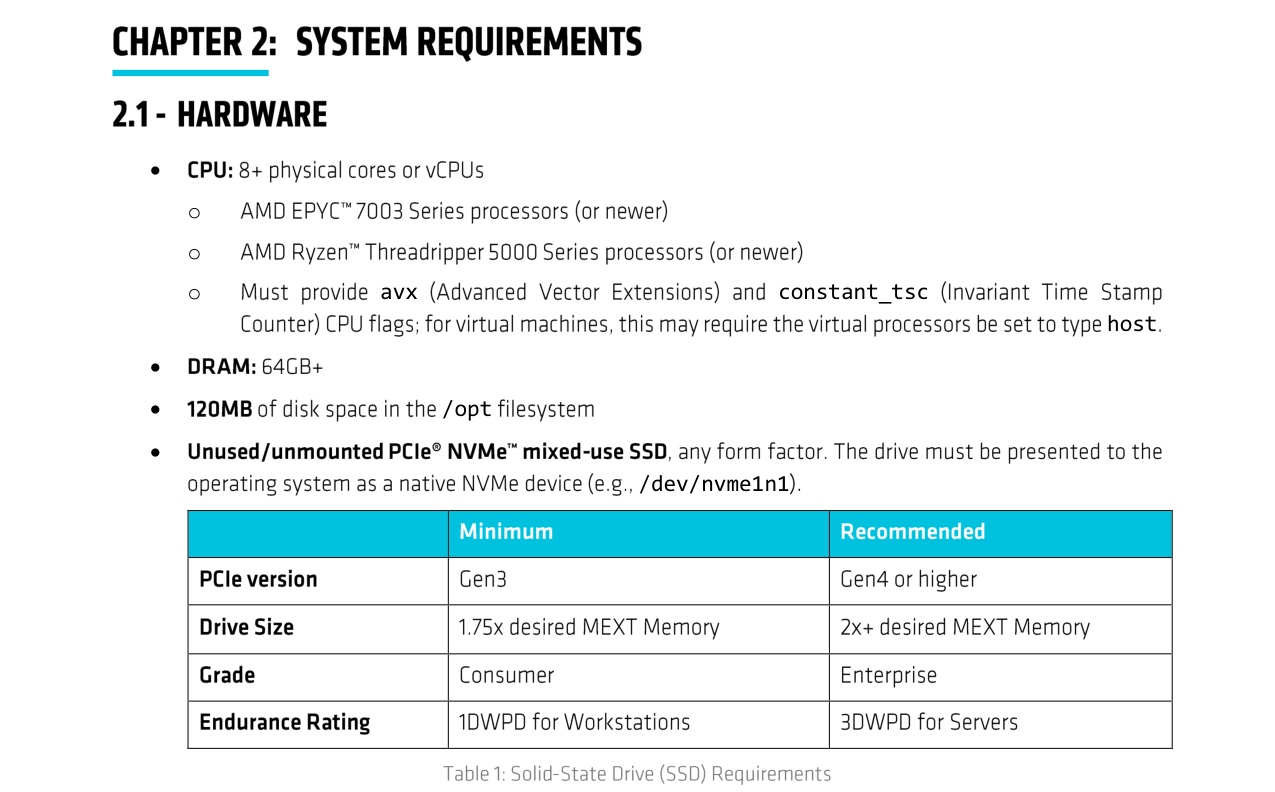 CHAPTER 2: SYSTEM REQUIREMENTS
2.1 - HARDWARE
• CPU: 8+ physical cores or vCPUs
o AMD EPYC™ 7003 Series processors (or newer)
o AMD Ryzen™ Threadripper 5000 Series processors (or newer)
o Must provide avx (Advanced Vector Extensions) and constant_tsc (Invariant Time Stamp
Counter) CPU flags; for virtual machines, this may require the virtual processors be set to type host.
• DRAM: 64GB+
• 120MB of disk space in the /opt filesystem
• Unused/unmounted PCIe® NVMe™ mixed-use SSD, any form factor. The drive must be presented to the
operating system as a native NVMe device (e.g., /dev/nvme1n1).
Minimum Recommended
PCIe version Gen3 Gen4 or higher
Drive Size 1.75x desired MEXT Memory 2x+ desired MEXT Memory
Grade Consumer Enterprise
Endurance Rating 1DWPD for Workstations 3DWPD for Servers
Table 1: Solid-State Drive (SSD) Requirements